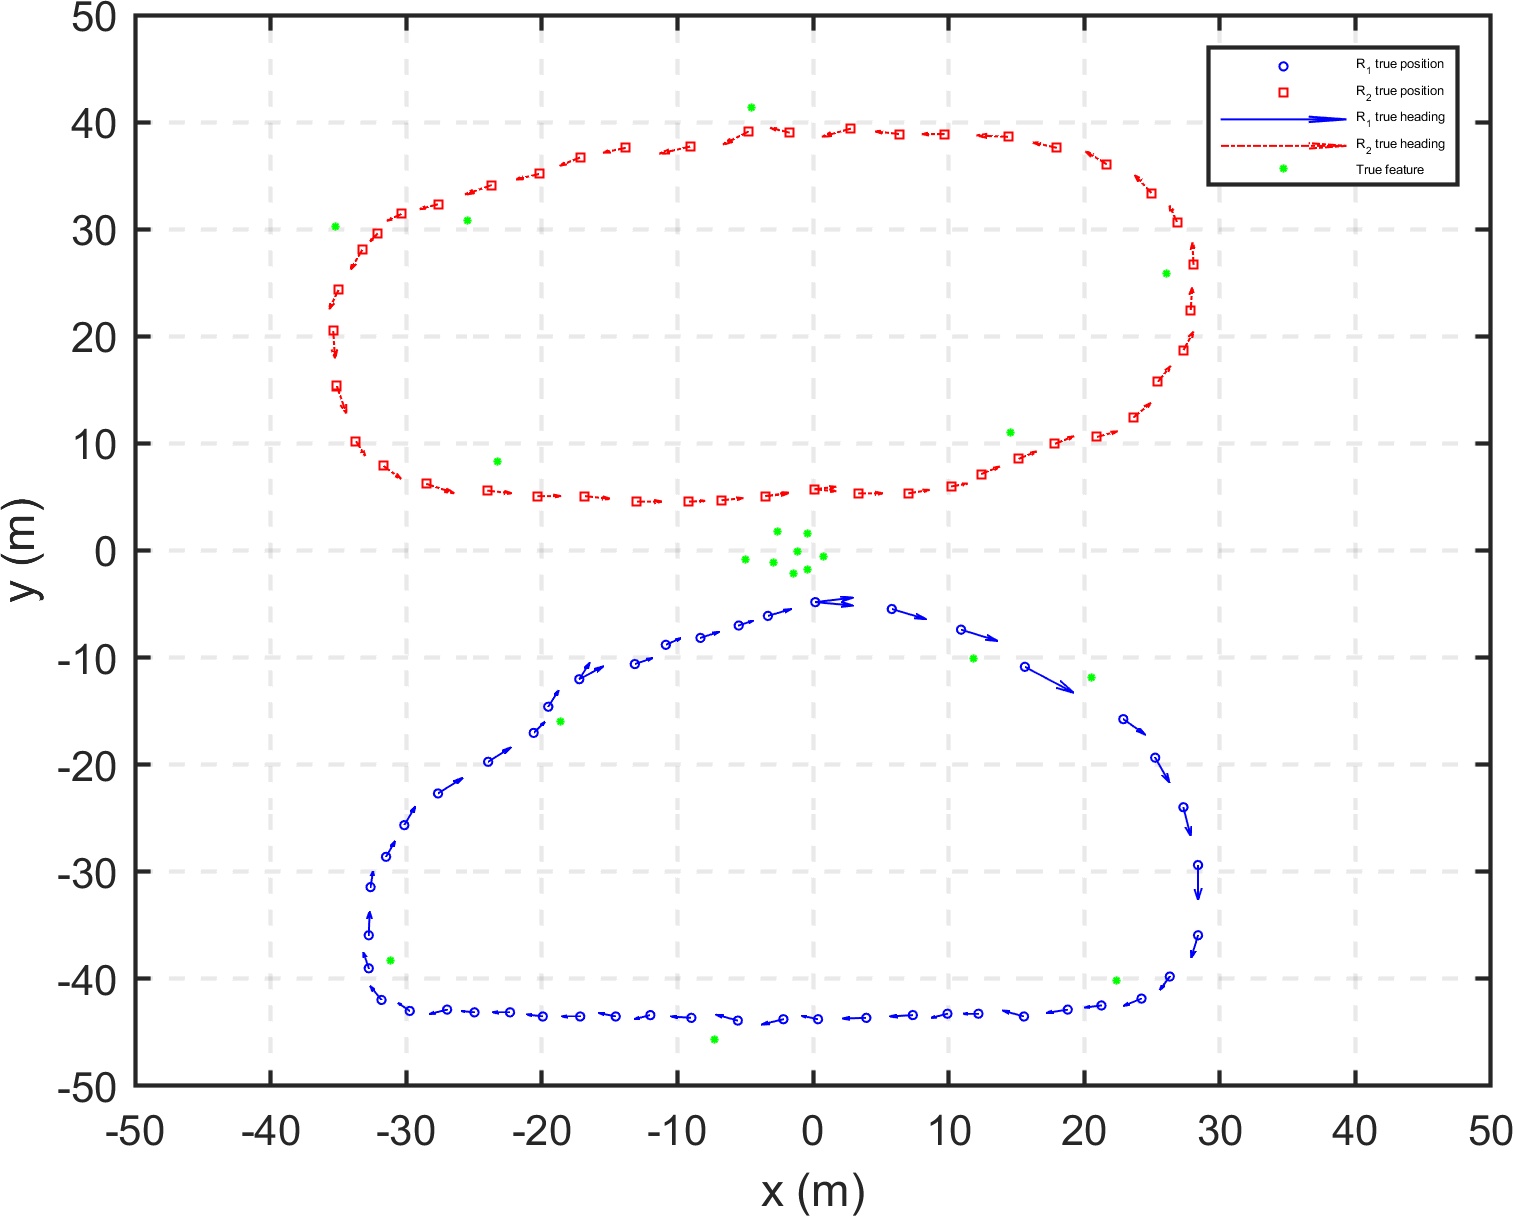 50
40
30
20
10
0
-10
-20
-30
-40
-50
y (m)
R1 true position
R2 true position
R1 true heading
R2 true heading
True feature
-50 -40 -30 -20 -10 0 10 20 30 40 50
x (m)